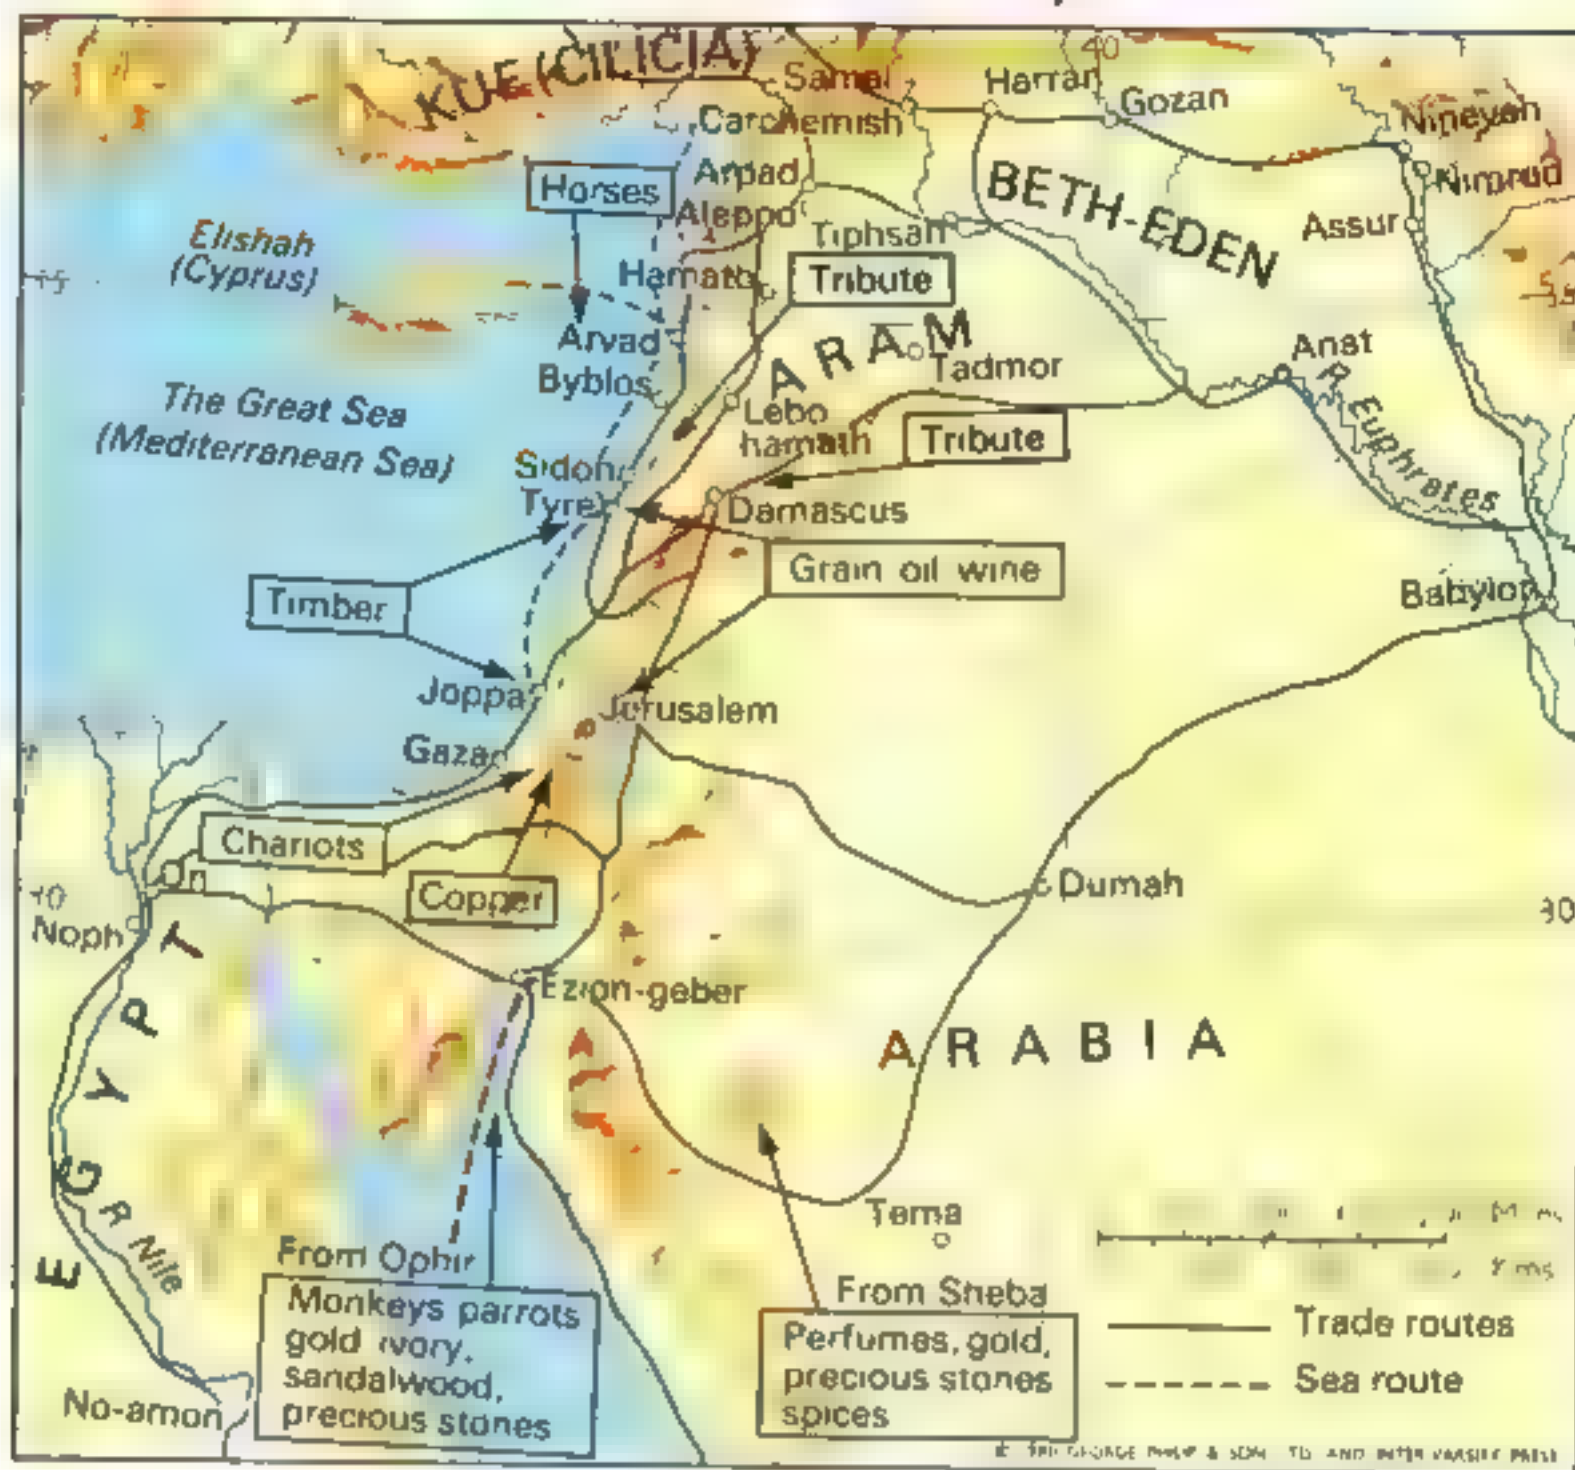 KUE (CILICIA)
Samal
Harran
40
Gozan
Carchemish
Nineveh
Arpad
Horses
BETH-EDEN
Nimrud
Aleppo
Tiphsah
Assur
Elishah
(Cyprus)
Hamath
Tribute
35
Arvad
ARAM
Anat
Byblos
Tadmor
The Great Sea
(Mediterranean Sea)
Lebo
hamath
Tribute
R Euphrates
Sidon
Tyre
Damascus
Grain oil wine
Timber
Babylon
Joppa
Jerusalem
Gaza
Chariots
On
Copper
Dumah
30
Noph
EGYPT
Ezion-geber
ARABIA
R Nile
Tema
From Ophir
Monkeys parrots
gold ivory,
sandalwood,
precious stones
From Sheba
Perfumes, gold,
precious stones
spices
Trade routes
Sea route
No-amon